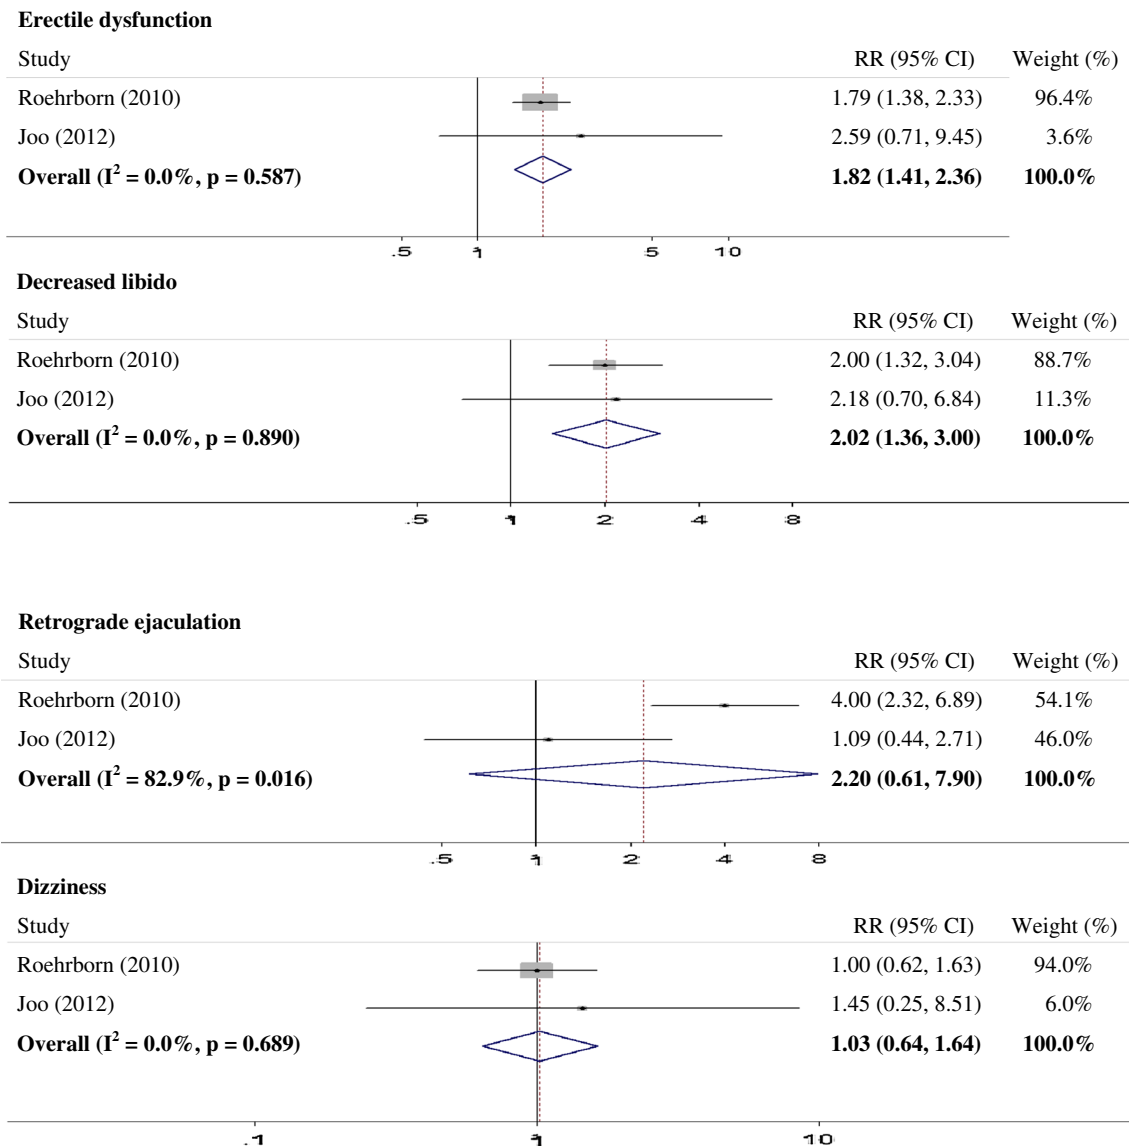 Erectile dysfunction
Study RR (95% CI) Weight (%)
Roehrborn (2010) 1.79 (1.38, 2.33) 96.4%
Joo (2012) 2.59 (0.71, 9.45) 3.6%
Overall (I² = 0.0%, p = 0.587) 1.82 (1.41, 2.36) 100.0%
.5 1 5 10
Decreased libido
Study RR (95% CI) Weight (%)
Roehrborn (2010) 2.00 (1.32, 3.04) 88.7%
Joo (2012) 2.18 (0.70, 6.84) 11.3%
Overall (I² = 0.0%, p = 0.890) 2.02 (1.36, 3.00) 100.0%
.5 1 2 4 8
Retrograde ejaculation
Study RR (95% CI) Weight (%)
Roehrborn (2010) 4.00 (2.32, 6.89) 54.1%
Joo (2012) 1.09 (0.44, 2.71) 46.0%
Overall (I² = 82.9%, p = 0.016) 2.20 (0.61, 7.90) 100.0%
.5 1 2 4 8
Dizziness
Study RR (95% CI) Weight (%)
Roehrborn (2010) 1.00 (0.62, 1.63) 94.0%
Joo (2012) 1.45 (0.25, 8.51) 6.0%
Overall (I² = 0.0%, p = 0.689) 1.03 (0.64, 1.64) 100.0%
.1 1 10